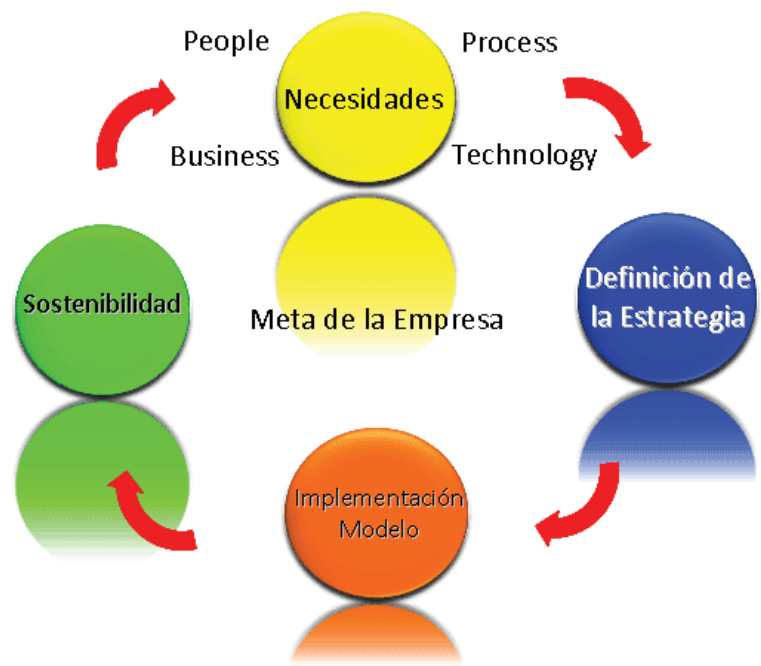 People
Process
Necesidades
Business
Technology
Definición de
la Estrategia
Sostenibilidad
Meta de la Empresa
Implementación
Modelo